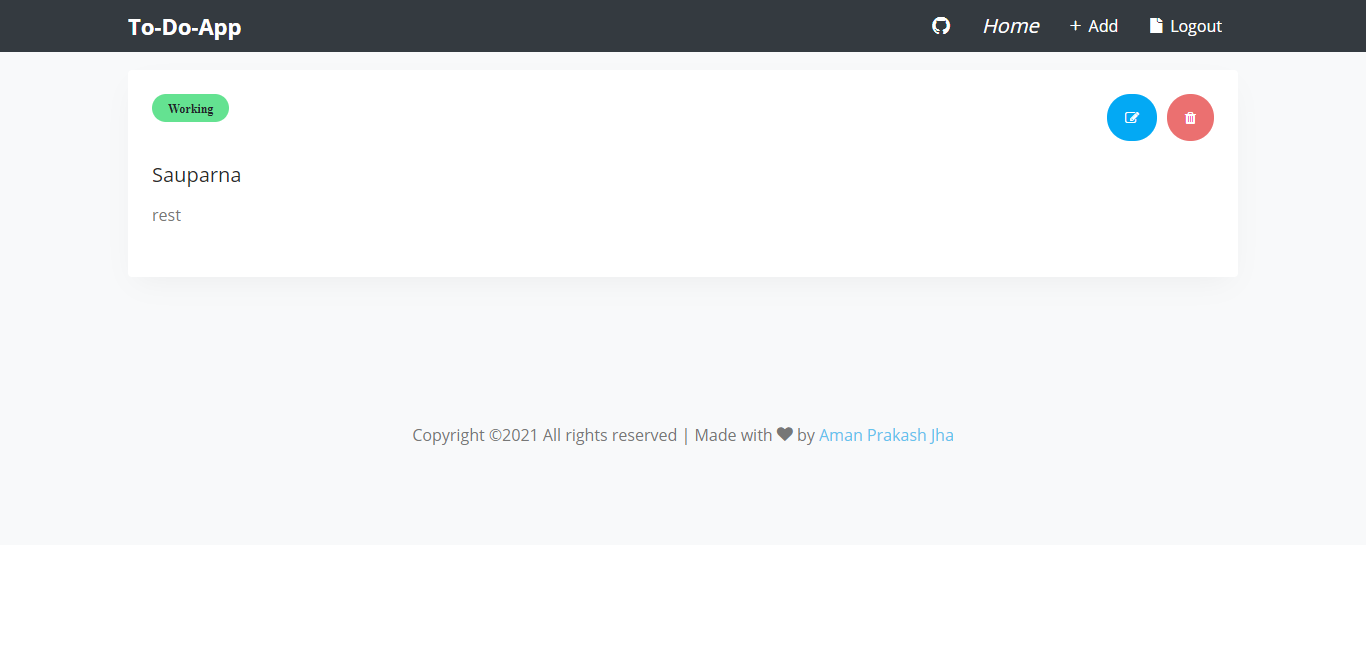 To-Do-App Home + Add Logout
Working
Sauparna
rest
Copyright ©2021 All rights reserved | Made with by Aman Prakash Jha